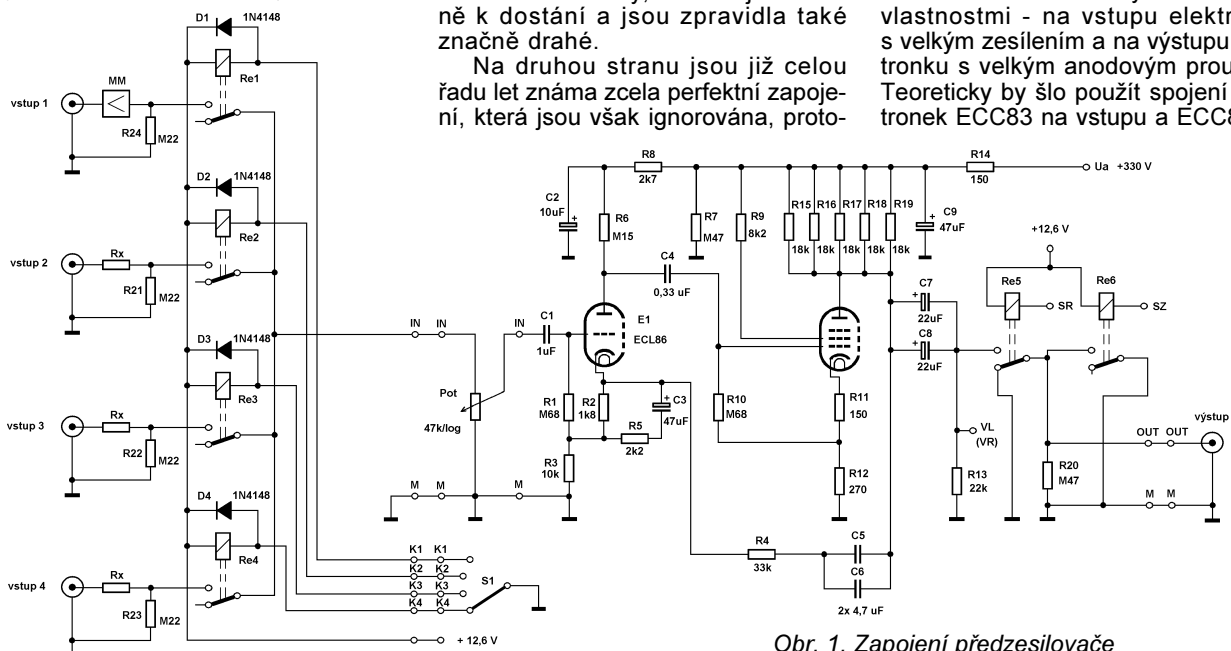 ně k dostání a jsou zpravidla také
značně drahé.
Na druhou stranu jsou již celou
řadu let známa zcela perfektní zapoje-
ní, která jsou však ignorována, proto-
vlastnostmi - na vstupu elektr
s velkým zesílením a na výstupu
tronku s velkým anodovým prou
Teoreticky by šlo použít spojení
tronek ECC83 na vstupu a ECC8
D1 1N4148
Re1
MM
vstup 1
R24
M22
D2 1N4148
Re2
vstup 2
Rx
R21
M22
D3 1N4148
Re3
vstup 3
Rx
R22
M22
D4 1N4148
Re4
vstup 4
Rx
R23
M22
IN IN
Pot
47k/log
IN
C1
1uF
M M M
K1 K1
K2 K2
K3 K3
K4 K4
S1
+ 12,6 V
R8
2k7
C2
10uF
+
R6
M15
R7
M47
R9
8k2
R15 R16 R17 R18 R19
18k 18k 18k 18k 18k
R14
150
Ua +330 V
C9
47uF
+
C4
0,33 uF
E1
ECL86
R1
M68
R2
1k8
C3
47uF
+
R5
2k2
R3
10k
R10
M68
R11
150
R12
270
R4
33k
C5
C6
2x 4,7 uF
C7
22uF
+
C8
22uF
+
VL
(VR)
R13
22k
+12,6 V
Re5
SR
Re6
SZ
R20
M47
OUT OUT
výstup
M M
Obr. 1. Zapojení předzesilovače